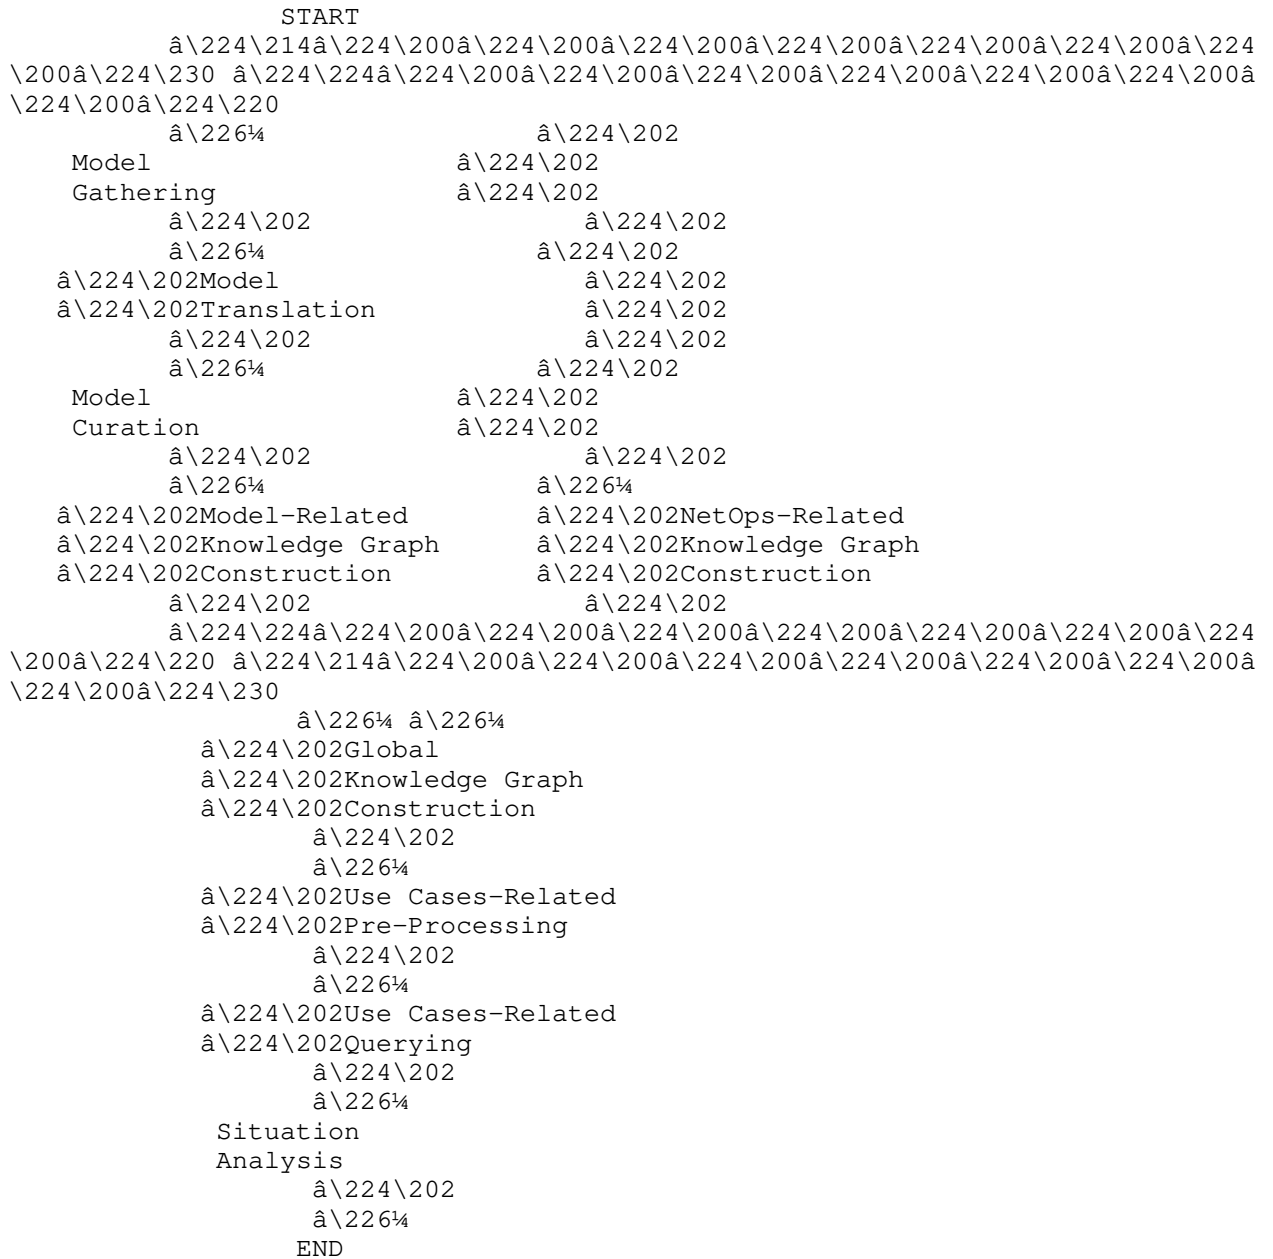 START
â\224\214â\224\200â\224\200â\224\200â\224\200â\224\200â\224\200â\224
\200â\224\230 â\224\224â\224\200â\224\200â\224\200â\224\200â\224\200â\224\200â
\224\200â\224\220
â\226¼ â\224\202
Model â\224\202
Gathering â\224\202
â\224\202 â\224\202
â\226¼ â\224\202
â\224\202Model â\224\202
â\224\202Translation â\224\202
â\224\202 â\224\202
â\226¼ â\224\202
Model â\224\202
Curation â\224\202
â\224\202 â\224\202
â\226¼ â\226¼
â\224\202Model-Related â\224\202NetOps-Related
â\224\202Knowledge Graph â\224\202Knowledge Graph
â\224\202Construction â\224\202Construction
â\224\202 â\224\202
â\224\224â\224\200â\224\200â\224\200â\224\200â\224\200â\224\200â\224
\200â\224\220 â\224\214â\224\200â\224\200â\224\200â\224\200â\224\200â\224\200â
\224\200â\224\230
â\226¼ â\226¼
â\224\202Global
â\224\202Knowledge Graph
â\224\202Construction
â\224\202
â\226¼
â\224\202Use Cases-Related
â\224\202Pre-Processing
â\224\202
â\226¼
â\224\202Use Cases-Related
â\224\202Querying
â\224\202
â\226¼
Situation
Analysis
â\224\202
â\226¼
END